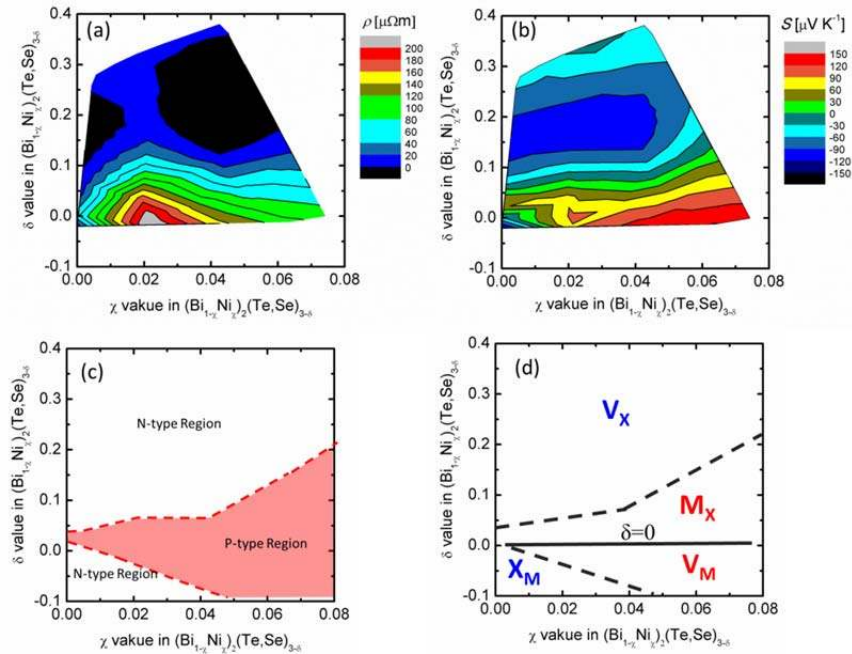 (a)
ρ [μΩm]
200
180
160
140
120
100
80
60
40
20
0
0.4
0.3
0.2
0.1
0.0
-0.1
0.00 0.02 0.04 0.06 0.08
δ value in (Bi1-χNiχ)2(Te,Se)3-δ
χ vakue in (Bi1-χNiχ)2(Te,Se)3-δ
(b)
S [μV K-1]
150
120
90
60
30
0
-30
-60
-90
-120
-150
0.4
0.3
0.2
0.1
0.0
-0.1
0.00 0.02 0.04 0.06 0.08
δ value in (Bi1-χNiχ)2(Te,Se)3-δ
χ vakue in (Bi1-χNiχ)2(Te,Se)3-δ
(c)
N-type Region
P-type Region
N-type Region
0.4
0.3
0.2
0.1
0.0
-0.1
0.00 0.02 0.04 0.06 0.08
δ value in (Bi1-χNiχ)2(Te,Se)3-δ
χ vakue in (Bi1-χNiχ)2(Te,Se)3-δ
(d)
VX
MX
δ=0
XM
VM
0.4
0.3
0.2
0.1
0.0
-0.1
0.00 0.02 0.04 0.06 0.08
δ value in (Bi1-χNiχ)2(Te,Se)3-δ
χ vakue in (Bi1-χNiχ)2(Te,Se)3-δ